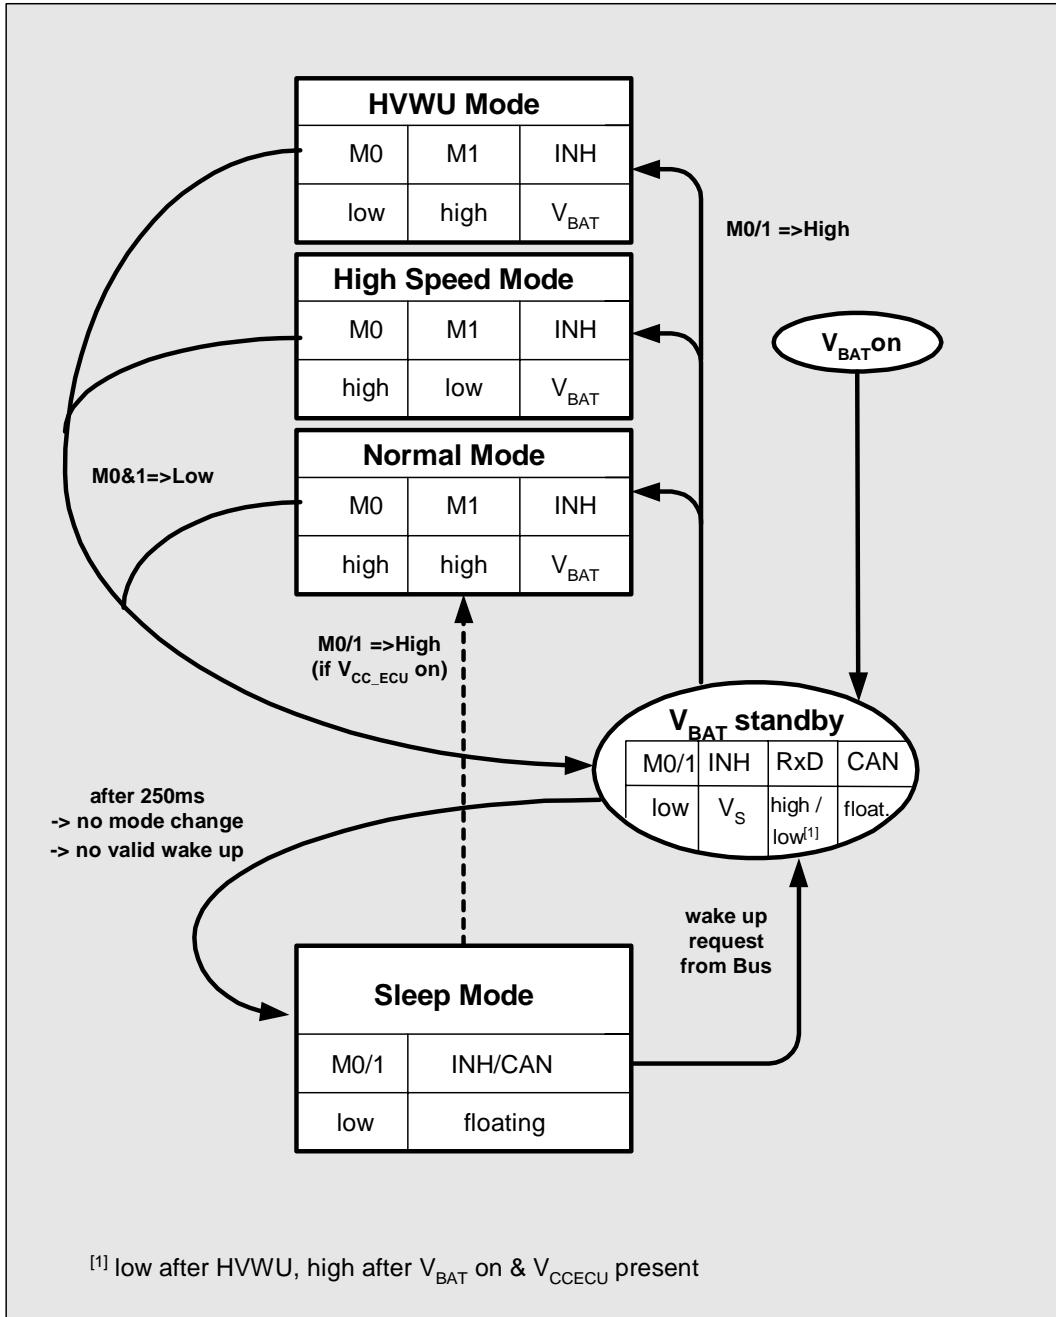 HVWU Mode
M0 M1 INH
low high VBAT
M0/1 =>High
High Speed Mode
M0 M1 INH
high low VBAT
VBAT on
Normal Mode
M0 M1 INH
high high VBAT
M0&1=>Low
M0/1 =>High
(if VCC_ECU on)
VBAT standby
M0/1 INH RxD CAN
low VS high / low[1] float.
after 250ms
-> no mode change
-> no valid wake up
wake up
request
from Bus
Sleep Mode
M0/1 INH/CAN
low floating
[1] low after HVWU, high after VBAT on & VCCECU present